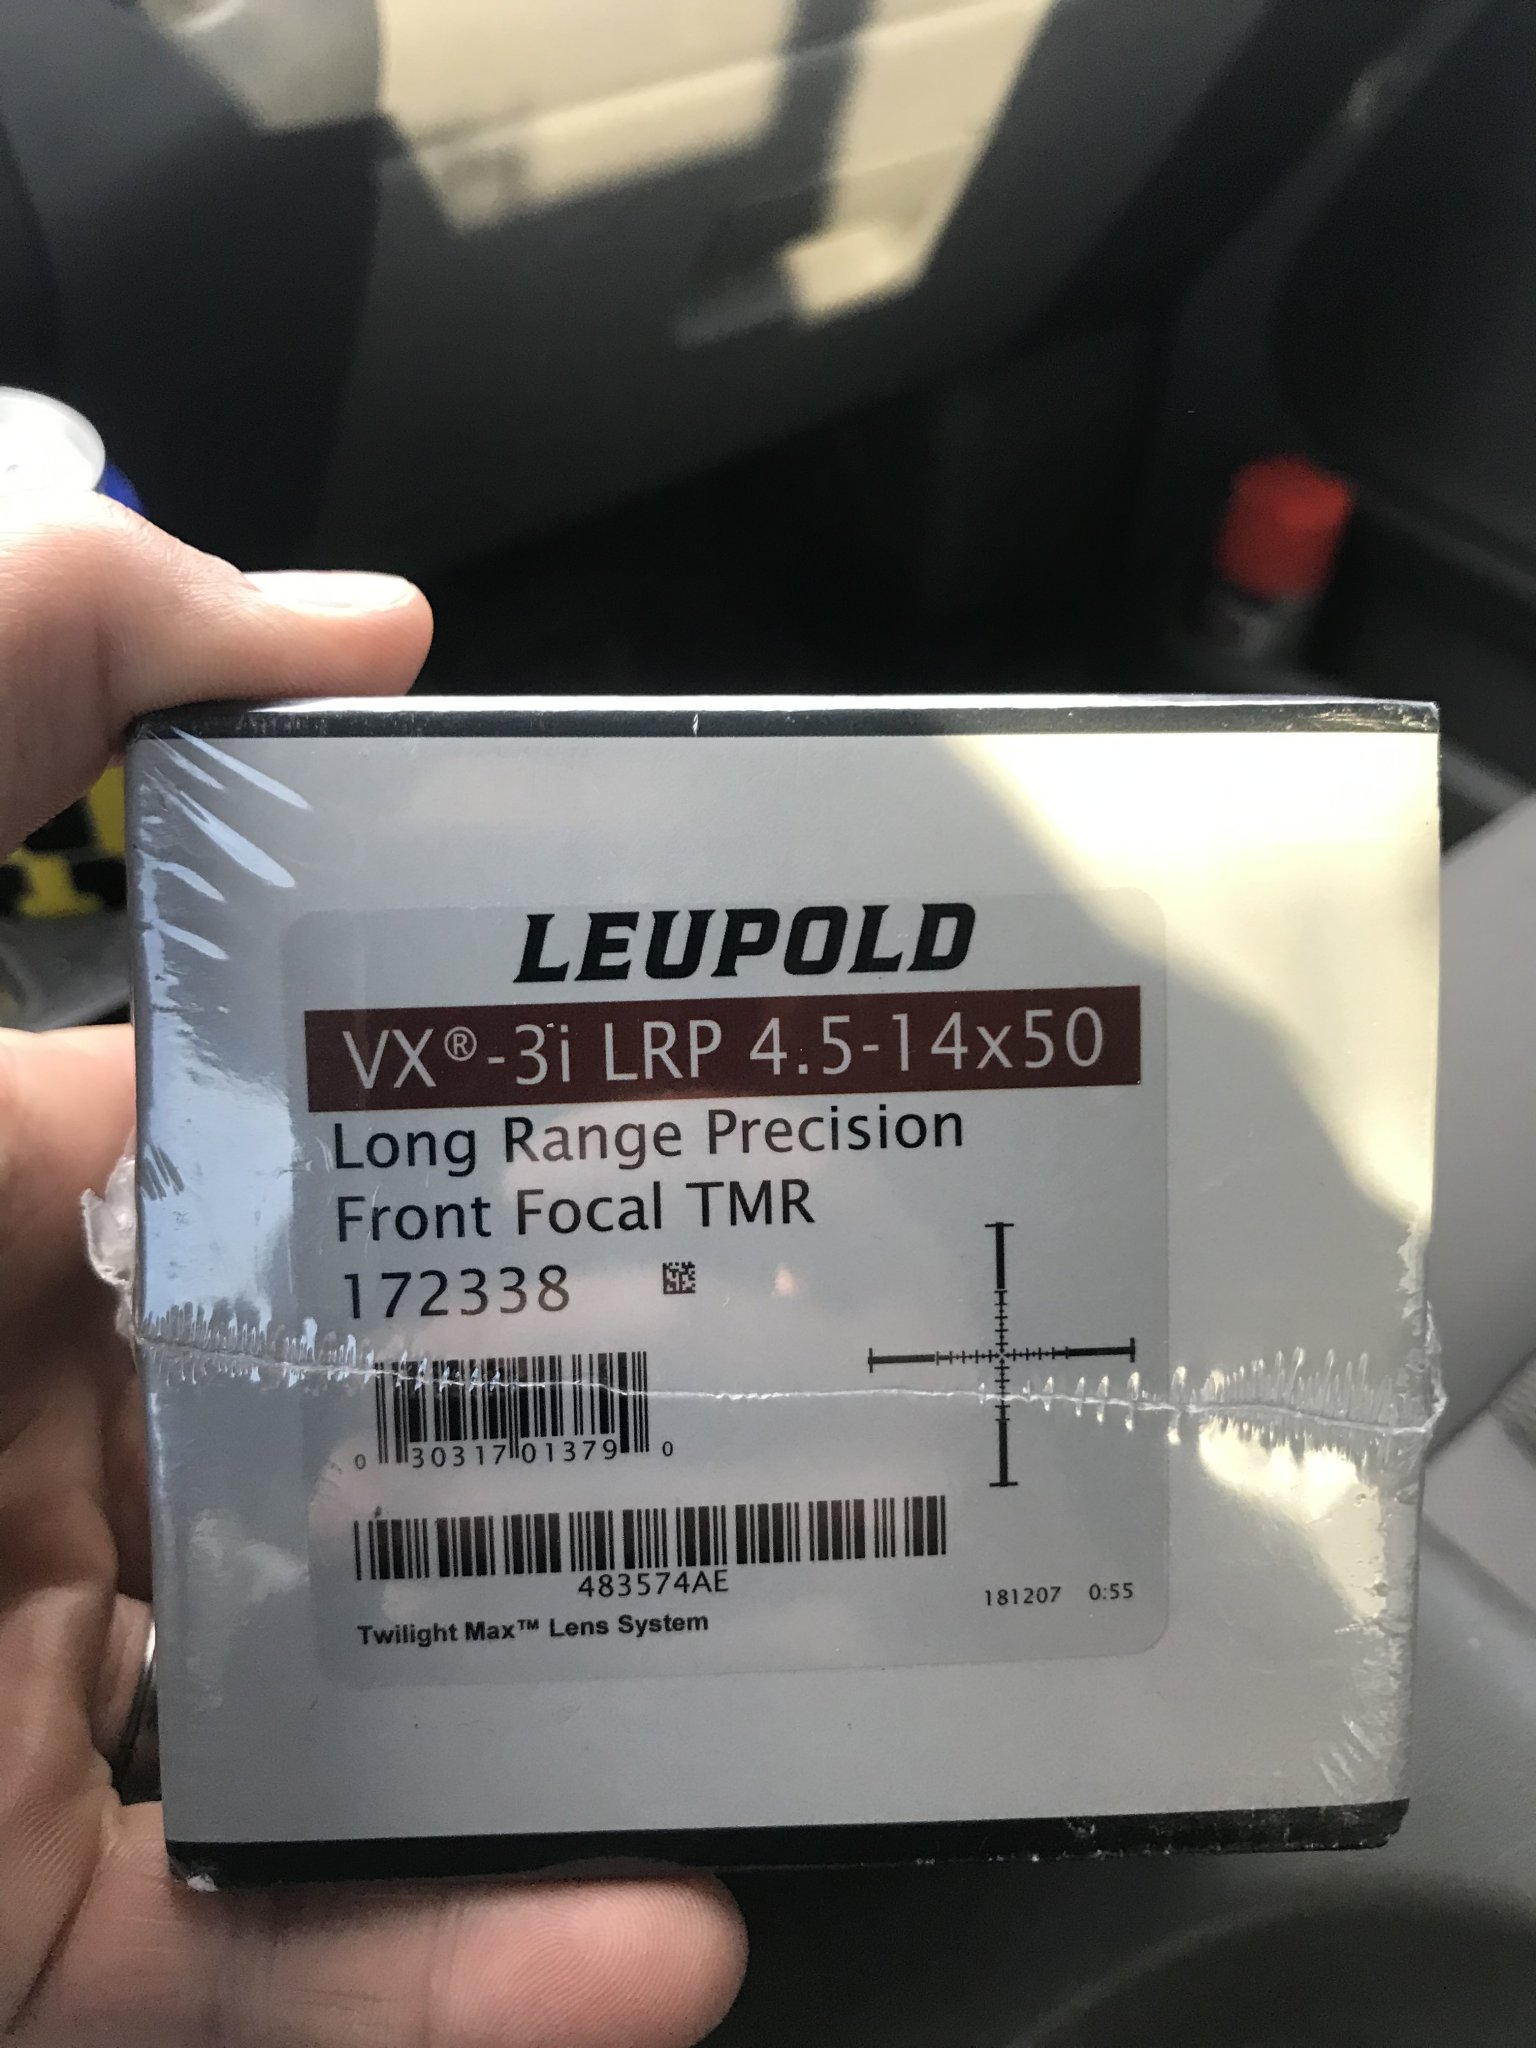 LEUPOLD
VX®-3i LRP 4.5-14x50
Long Range Precision
Front Focal TMR
172338
0 30317 01379 0
483574AE
181207 0:55
Twilight Max™ Lens System